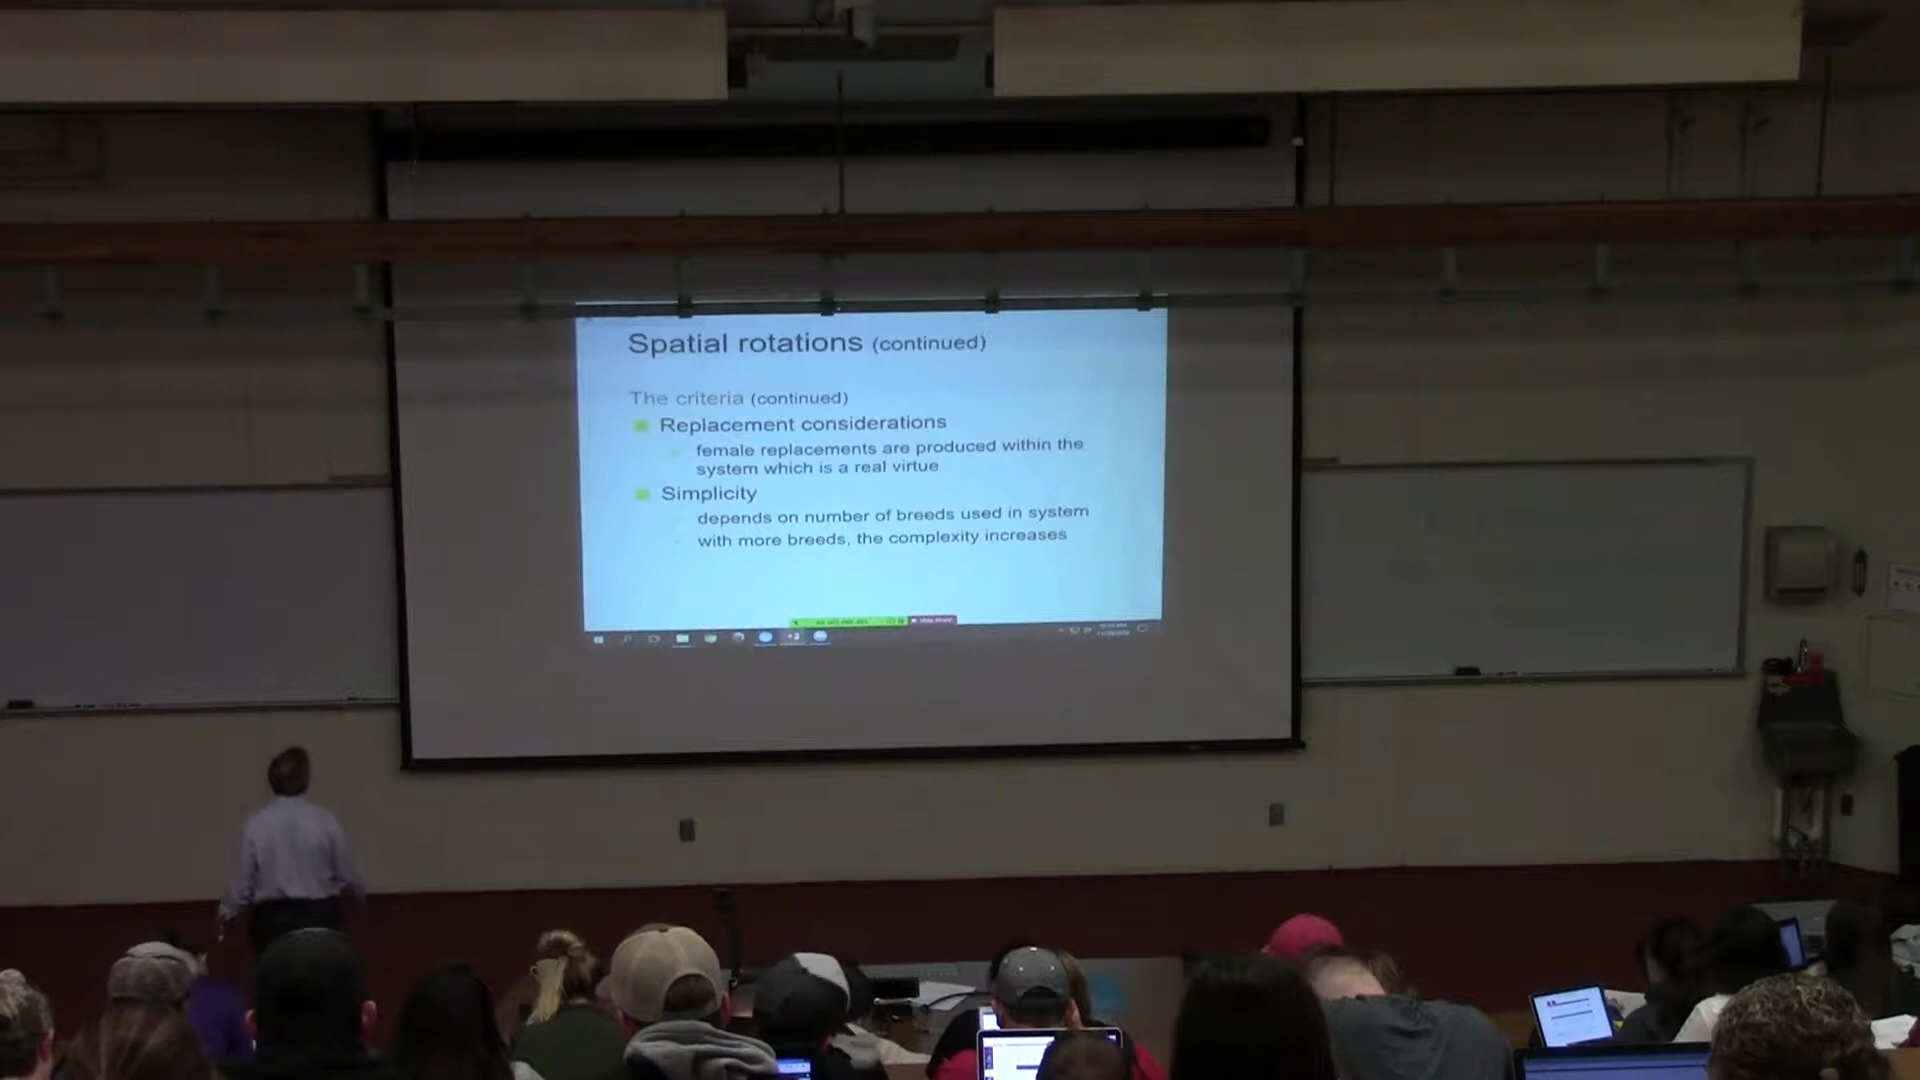 Spatial rotations (continued)
The criteria (continued)
Replacement considerations
female replacements are produced within the
system which is a real virtue
Simplicity
depends on number of breeds used in system
with more breeds, the complexity increases